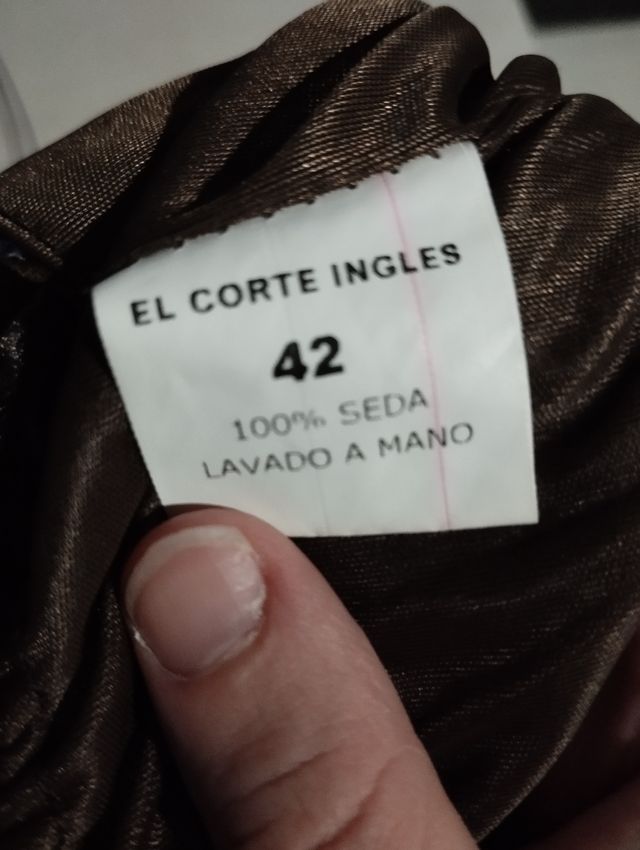 EL CORTE INGLES
42
100% SEDA
LAVADO A MANO